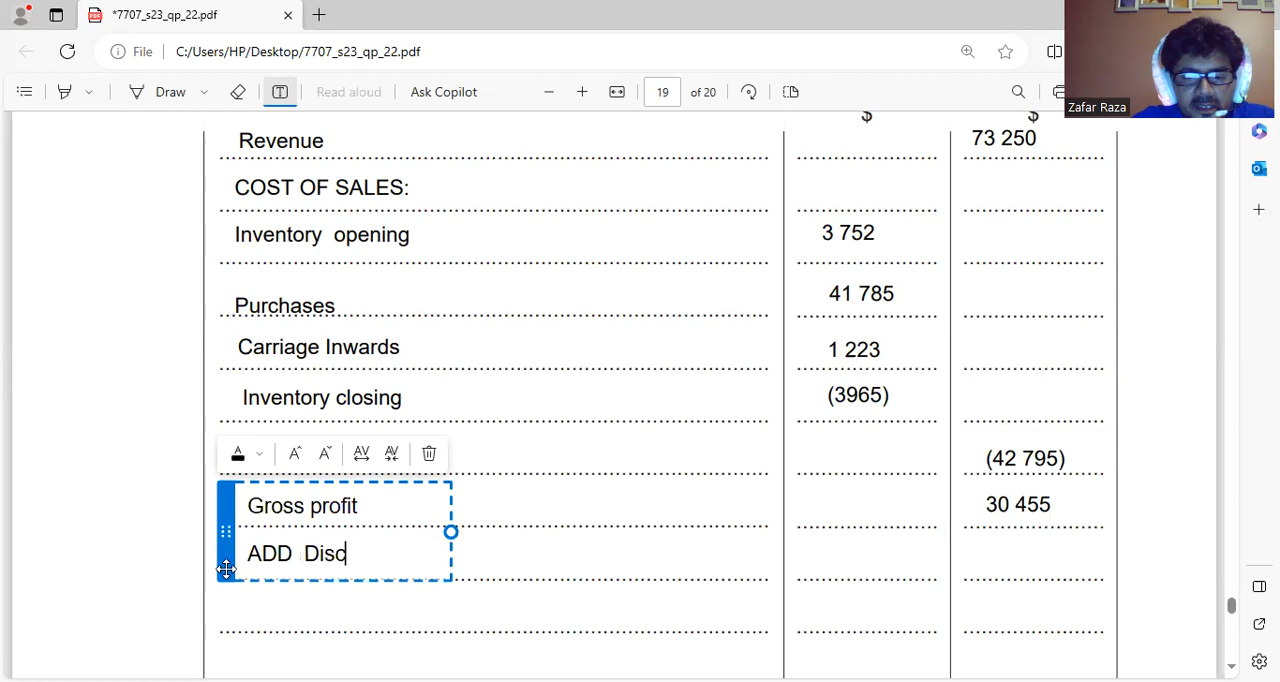 *7707_s23_qp_22.pdf
File C:/Users/HP/Desktop/7707_s23_qp_22.pdf
Draw Read aloud Ask Copilot 19 of 20
Zafar Raza
$ $
Revenue 73 250
COST OF SALES:
Inventory opening 3 752
Purchases 41 785
Carriage Inwards 1 223
Inventory closing (3965)
(42 795)
Gross profit 30 455
ADD Disc